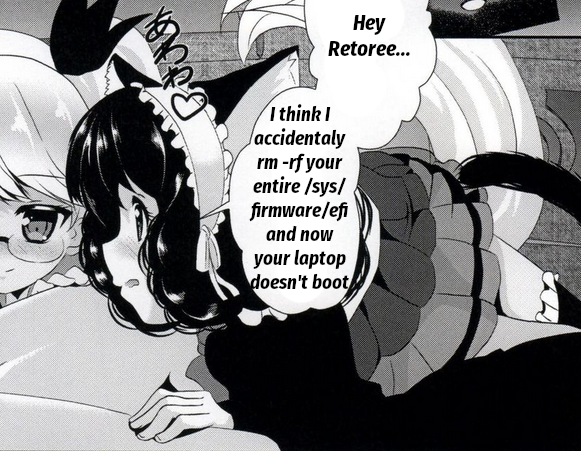 Hey
Retoree...
I think I
accidentaly
rm -rf your
entire /sys/
firmware/efi
and now
your laptop
doesn't boot
あわわ♡